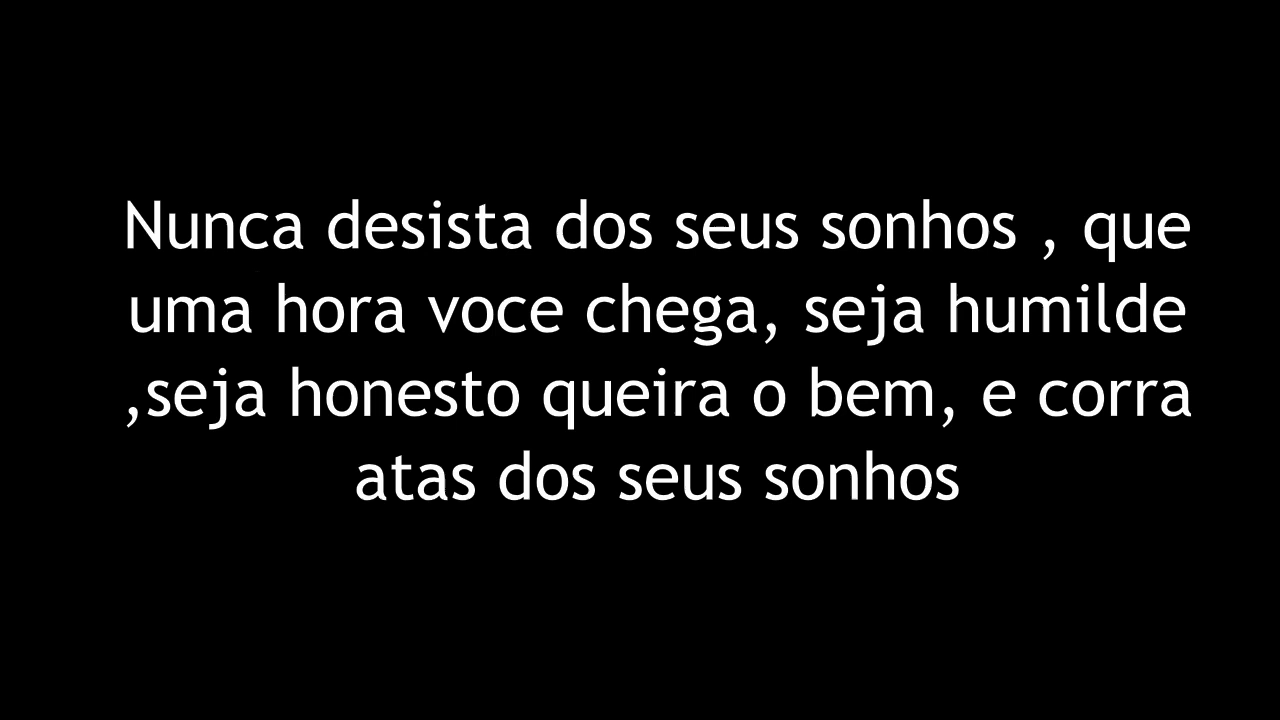 Nunca desista dos seus sonhos , que
uma hora voce chega, seja humilde
,seja honesto queira o bem, e corra
atas dos seus sonhos